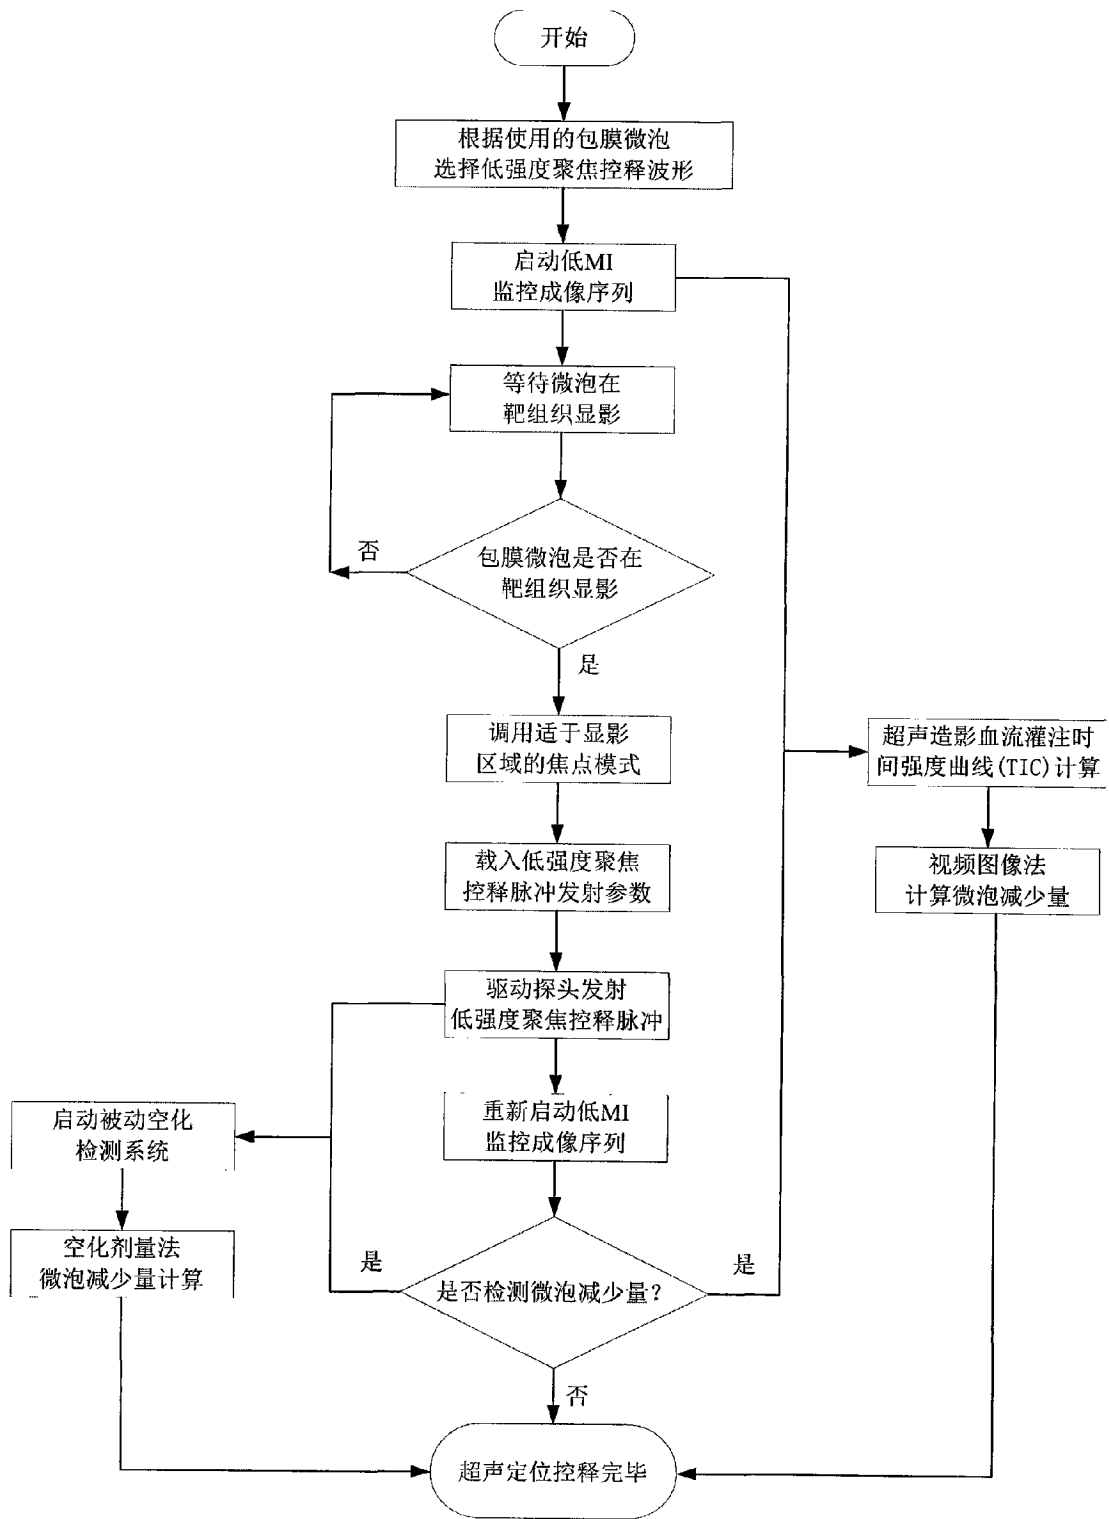 开始
根据使用的包膜微泡
选择低强度聚焦控释波形
启动低MI
监控成像序列
等待微泡在
靶组织显影
否
包膜微泡是否在
靶组织显影
是
调用适于显影
区域的焦点模式
超声造影血流灌注时
间强度曲线(TIC)计算
载入低强度聚焦
控释脉冲发射参数
视频图像法
计算微泡减少量
驱动探头发射
低强度聚焦控释脉冲
重新启动低MI
监控成像序列
启动被动空化
检测系统
空化剂量法
微泡减少量计算
是
是否检测微泡减少量？
是
否
超声定位控释完毕